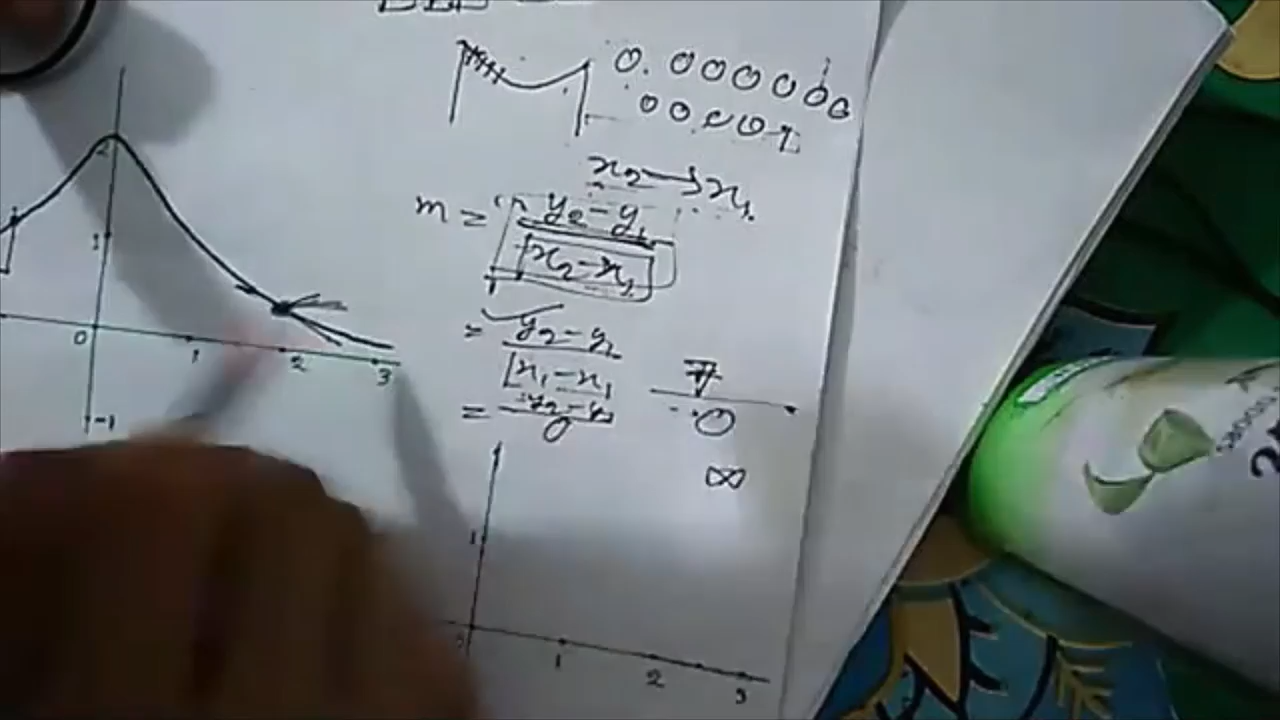 0.000000
00001
x₂ → x₁
m = y₂ - y₁
x₂ - x₁
= y₂ - y₁
x₁ - x₁
= y₂ - y₁
0
0
∞
2
1
0
1
2
3
-1
1
0
1
2
3